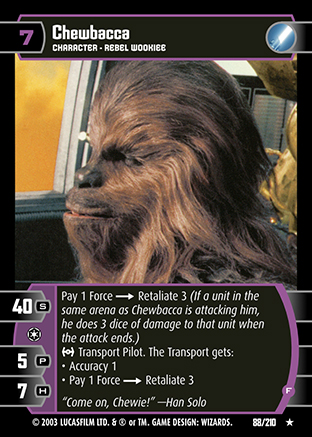 7
Chewbacca
CHARACTER • REBEL WOOKIEE
40 S
5 P
7 H
Pay 1 Force → Retaliate 3 (If a unit in the
same arena as Chewbacca is attacking him,
he does 3 dice of damage to that unit when
the attack ends.)
Transport Pilot. The Transport gets:
• Accuracy 1
• Pay 1 Force → Retaliate 3
“Come on, Chewie!” —Han Solo
F
© 2003 LUCASFILM LTD. & ® or TM. GAME DESIGN: WIZARDS. 88/210 ★